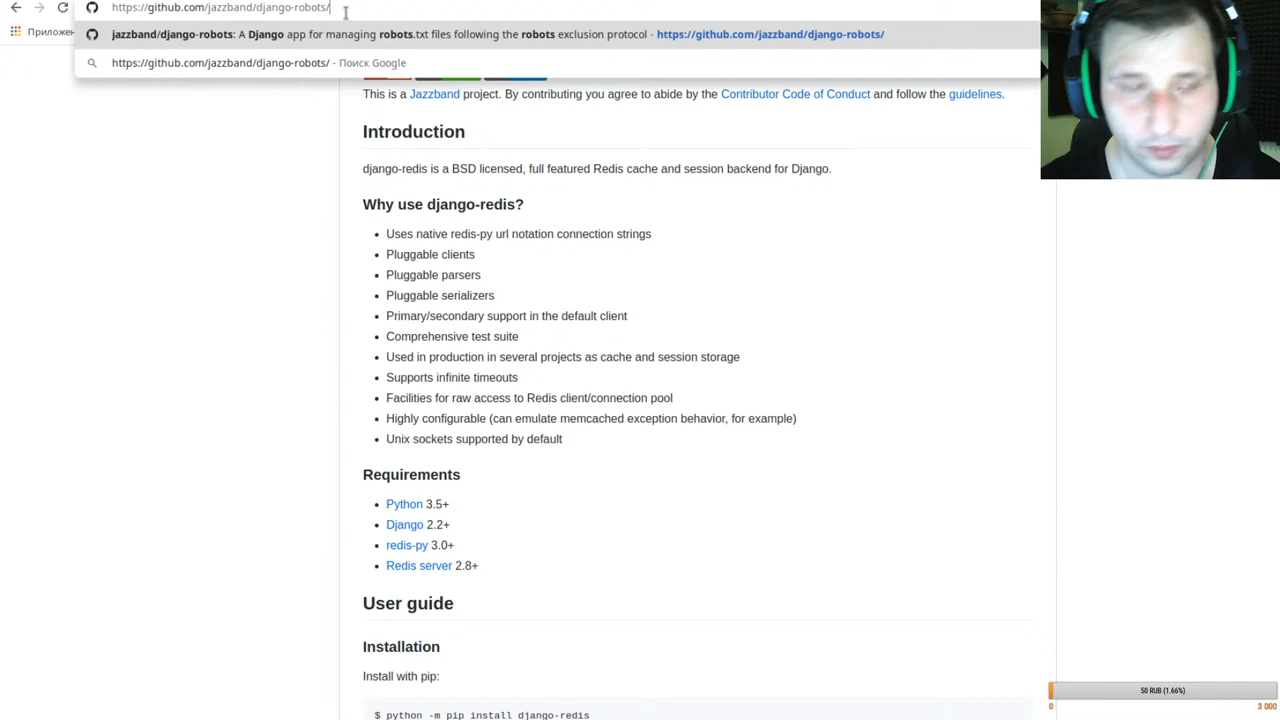 https://github.com/jazzband/django-robots/
Приложен
jazzband/django-robots: A Django app for managing robots.txt files following the robots exclusion protocol - https://github.com/jazzband/django-robots/
https://github.com/jazzband/django-robots/ - Поиск Google
This is a Jazzband project. By contributing you agree to abide by the Contributor Code of Conduct and follow the guidelines.
Introduction
django-redis is a BSD licensed, full featured Redis cache and session backend for Django.
Why use django-redis?
• Uses native redis-py url notation connection strings
• Pluggable clients
• Pluggable parsers
• Pluggable serializers
• Primary/secondary support in the default client
• Comprehensive test suite
• Used in production in several projects as cache and session storage
• Supports infinite timeouts
• Facilities for raw access to Redis client/connection pool
• Highly configurable (can emulate memcached exception behavior, for example)
• Unix sockets supported by default
Requirements
• Python 3.5+
• Django 2.2+
• redis-py 3.0+
• Redis server 2.8+
User guide
Installation
Install with pip:
$ python -m pip install django-redis
50 RUB (1.66%)
0 3 000